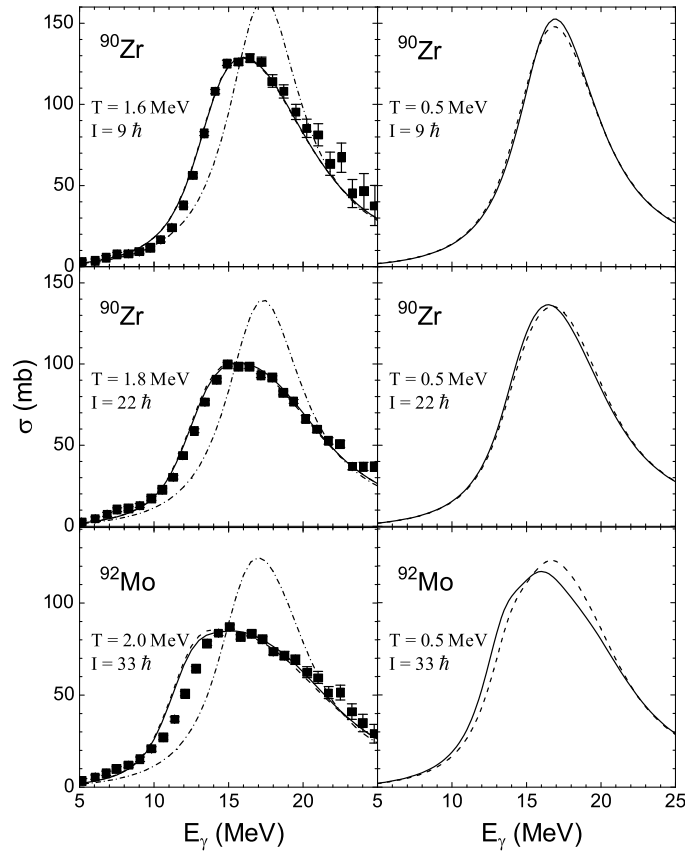 150
100
50
0
⁹⁰Zr
T = 1.6 MeV
I = 9 ħ
⁹⁰Zr
T = 0.5 MeV
I = 9 ħ
150
100
50
0
⁹⁰Zr
T = 1.8 MeV
I = 22 ħ
⁹⁰Zr
T = 0.5 MeV
I = 22 ħ
σ (mb)
150
100
50
0
⁹²Mo
T = 2.0 MeV
I = 33 ħ
⁹²Mo
T = 0.5 MeV
I = 33 ħ
5 10 15 20 5 10 15 20 25
Eγ (MeV) Eγ (MeV)